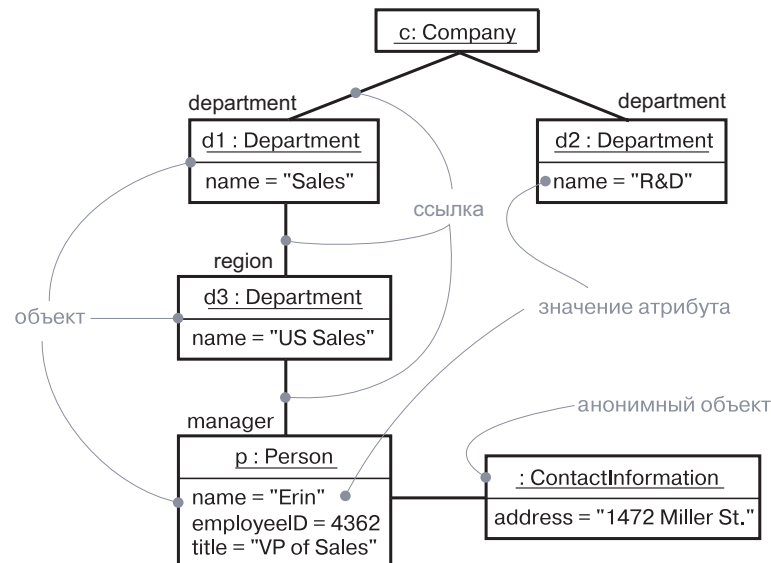 c: Company
department
department
d1 : Department
d2 : Department
name = "Sales"
name = "R&D"
ссылка
region
d3 : Department
объект
значение атрибута
name = "US Sales"
manager
анонимный объект
p : Person
: ContactInformation
name = "Erin"
address = "1472 Miller St."
employeeID = 4362
title = "VP of Sales"